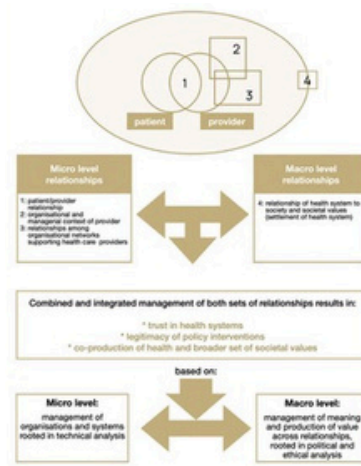 2
1
4
3
patient
provider
Micro level
relationships
1: patient/provider
relationship
2: organisational and
managerial context of provider
3: relationships among
organisational networks
supporting health care providers
Macro level
relationships
4: relationship of health system to
society and societal values
(settlement of health system)
Combined and integrated management of both sets of relationships results in:
* trust in health systems
* legitimacy of policy interventions
* co-production of health and broader set of societal values
based on:
Micro level:
management of
organisations and systems
rooted in technical analysis
Macro level:
management of meaning
and production of value
across relationships,
rooted in political and
ethical analysis